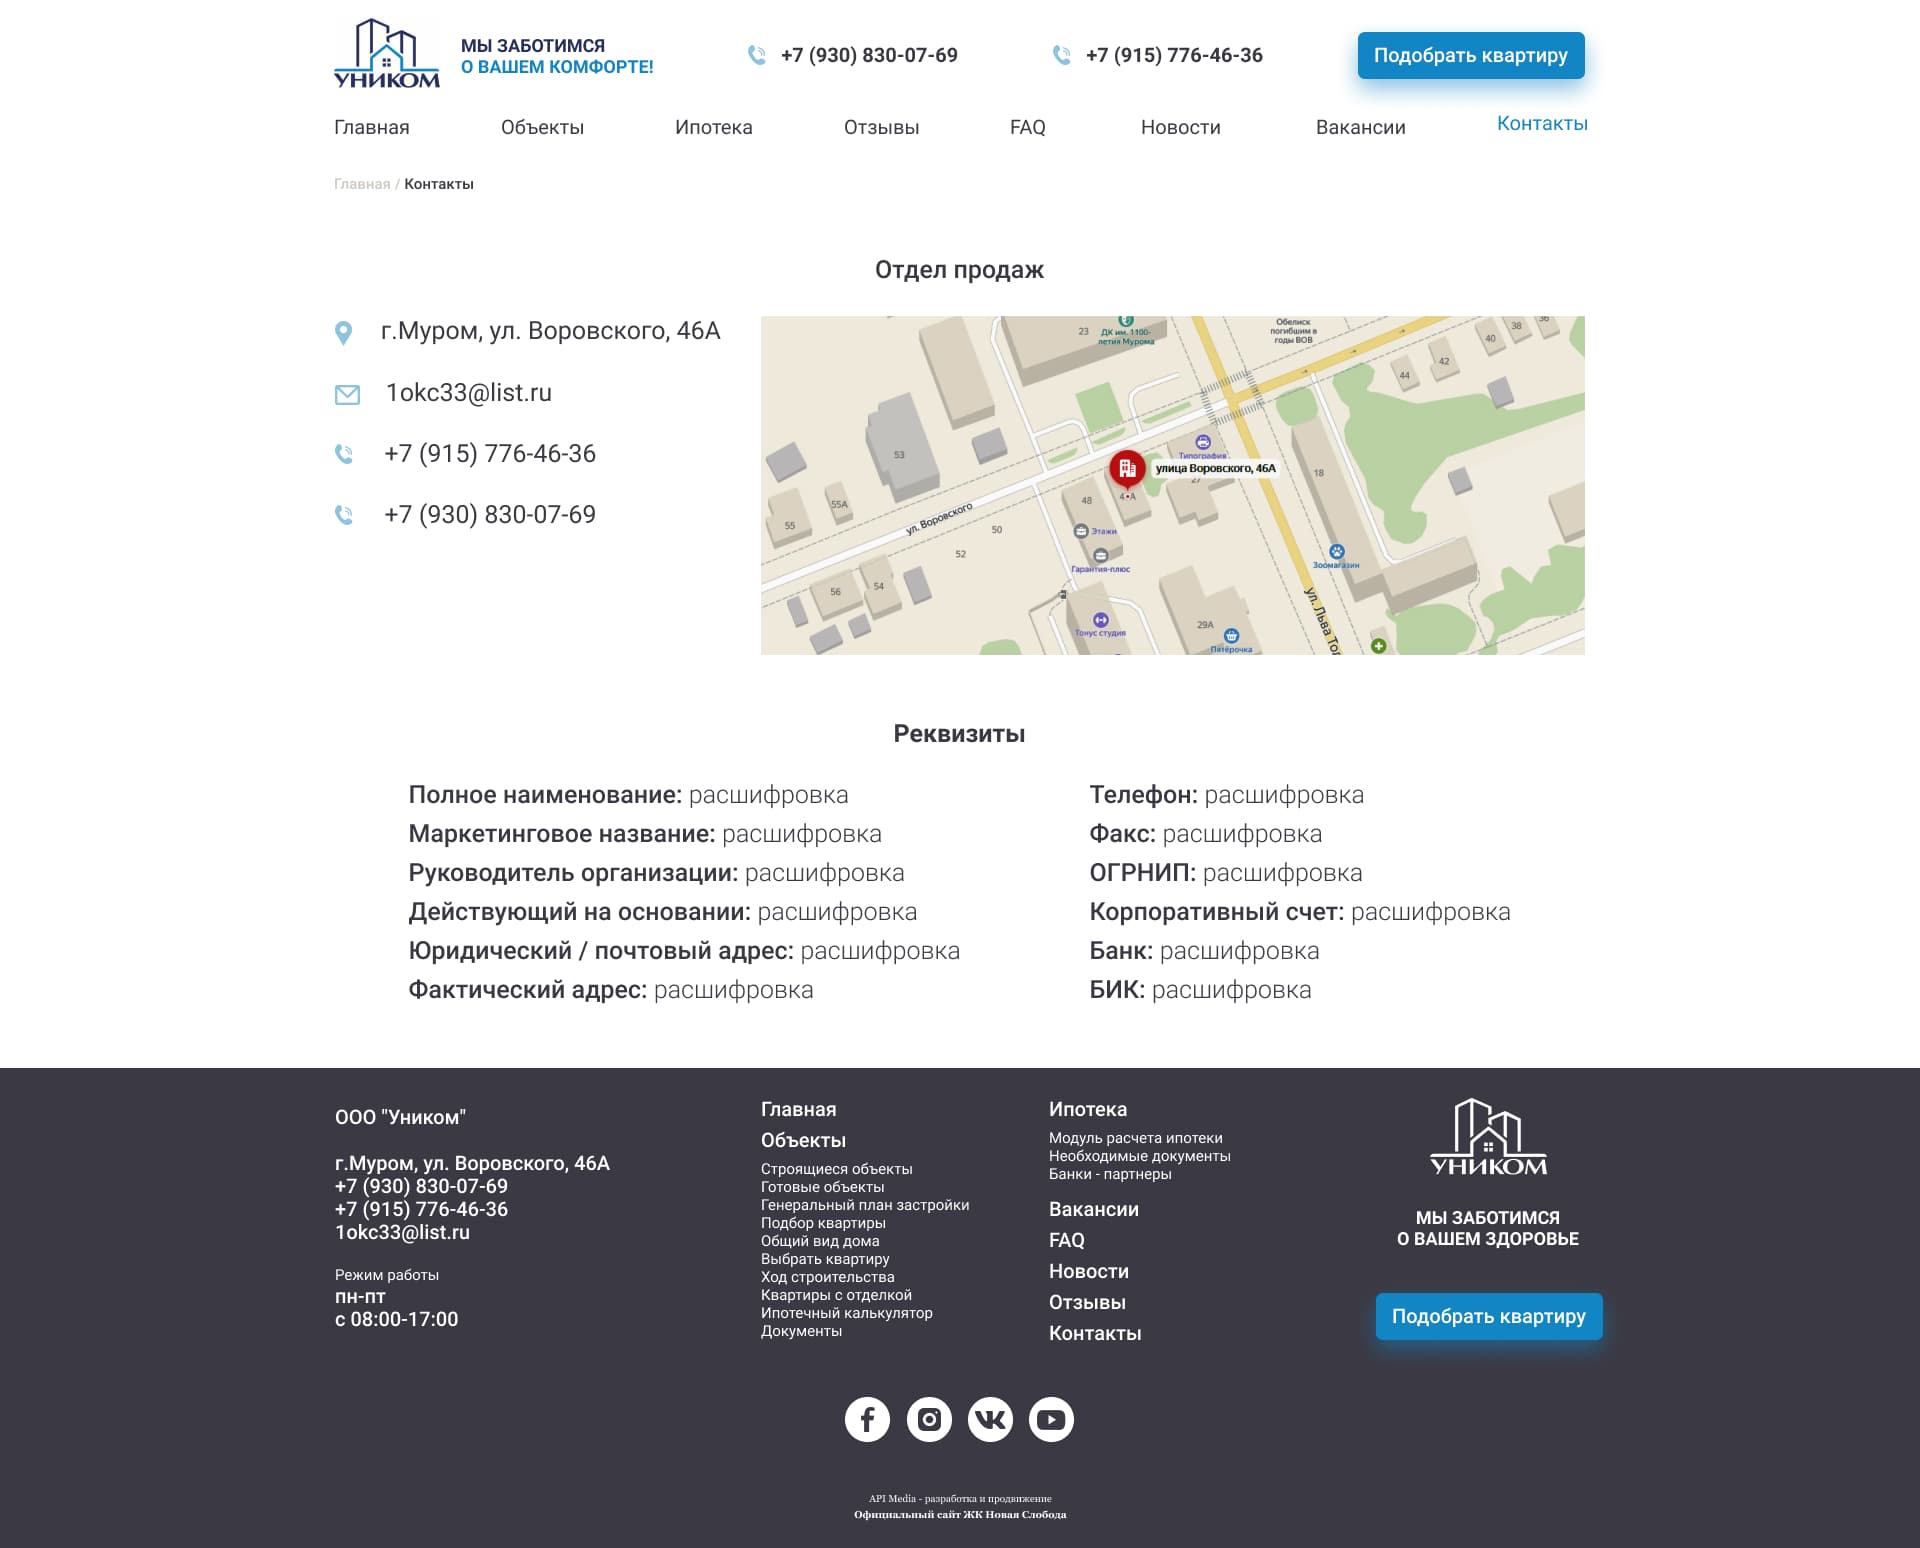 УНИКОМ
МЫ ЗАБОТИМСЯ
О ВАШЕМ КОМФОРТЕ!
+7 (930) 830-07-69
+7 (915) 776-46-36
Подобрать квартиру
Главная
Объекты
Ипотека
Отзывы
FAQ
Новости
Вакансии
Контакты
Главная / Контакты
Отдел продаж
г.Муром, ул. Воровского, 46А
1okc33@list.ru
+7 (915) 776-46-36
+7 (930) 830-07-69
23
ДК им. 1100-
летия Мурома
Обелиск
погибшим в
годы ВОВ
36
38
40
42
44
53
Типография
улица Воровского, 46А
27
18
48
55А
55
ул. Воровского
50
Этажи
52
Гарантия-плюс
Зоомагазин
54
56
ул. Льва Тол
Тонус студия
29А
Пятёрочка
Реквизиты
Полное наименование: расшифровка
Маркетинговое название: расшифровка
Руководитель организации: расшифровка
Действующий на основании: расшифровка
Юридический / почтовый адрес: расшифровка
Фактический адрес: расшифровка
Телефон: расшифровка
Факс: расшифровка
ОГРНИП: расшифровка
Корпоративный счет: расшифровка
Банк: расшифровка
БИК: расшифровка
ООО "Уником"
г.Муром, ул. Воровского, 46А
+7 (930) 830-07-69
+7 (915) 776-46-36
1okc33@list.ru
Режим работы
пн-пт
с 08:00-17:00
Главная
Объекты
Строящиеся объекты
Готовые объекты
Генеральный план застройки
Подбор квартиры
Общий вид дома
Выбрать квартиру
Ход строительства
Квартиры с отделкой
Ипотечный калькулятор
Документы
Ипотека
Модуль расчета ипотеки
Необходимые документы
Банки - партнеры
Вакансии
FAQ
Новости
Отзывы
Контакты
УНИКОМ
МЫ ЗАБОТИМСЯ
О ВАШЕМ ЗДОРОВЬЕ
Подобрать квартиру
API Media - разработка и продвижение
Официальный сайт ЖК Новая Слобода